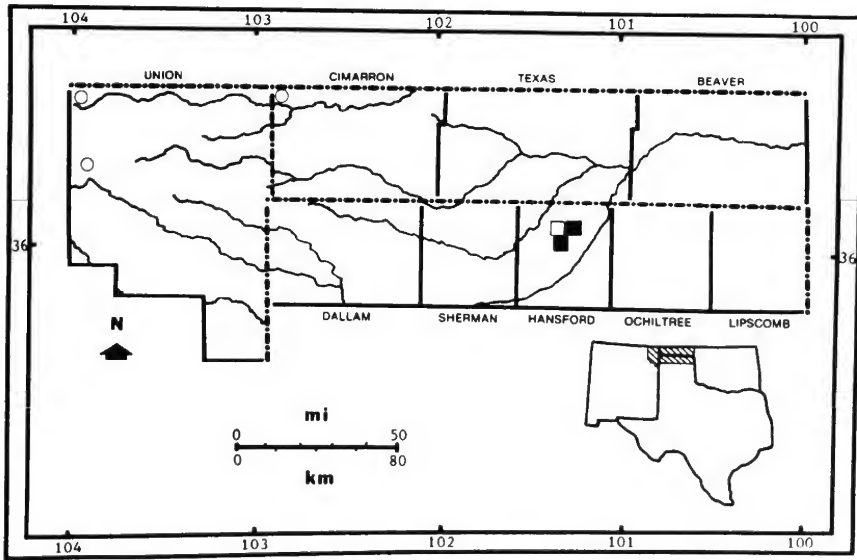 104 103 102 101 100
UNION CIMARRON TEXAS BEAVER
36 36
DALLAM SHERMAN HANSFORD OCHILTREE LIPSCOMB
N
mi
0 50
0 80
km
104 103 102 101 100